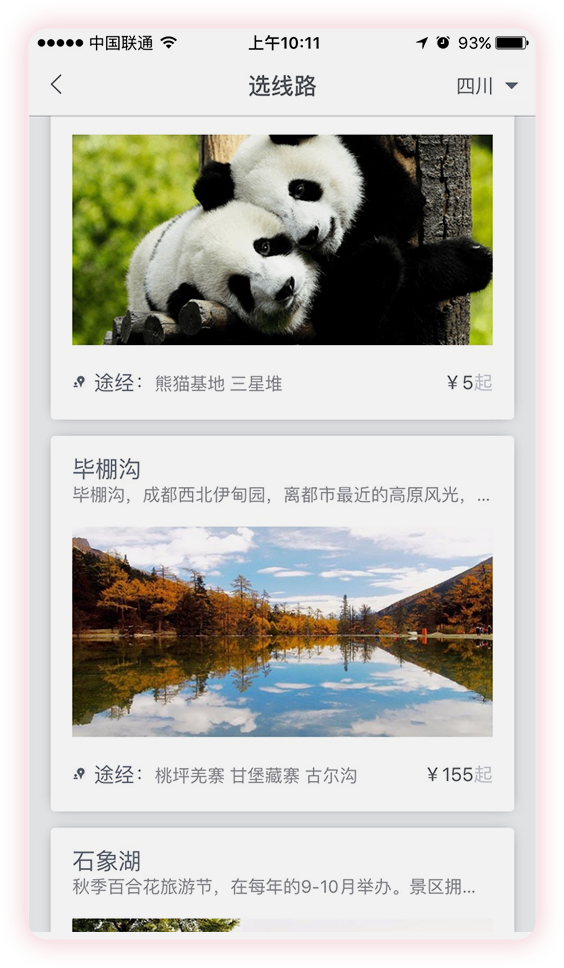 中国联通 上午10:11 93%
选线路 四川
途经：熊猫基地 三星堆 ￥5起
毕棚沟
毕棚沟，成都西北伊甸园，离都市最近的高原风光，...
途经：桃坪羌寨 甘堡藏寨 古尔沟 ￥155起
石象湖
秋季百合花旅游节，在每年的9-10月举办。景区拥...